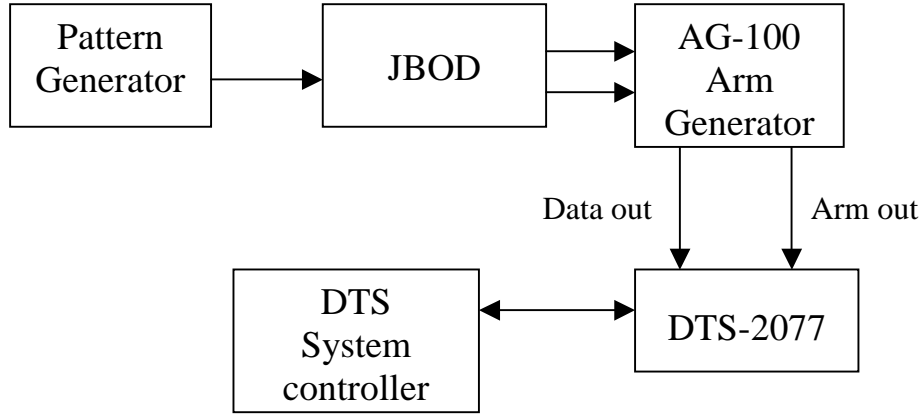 Pattern
Generator
JBOD
AG-100
Arm
Generator
Data out
Arm out
DTS
System
controller
DTS-2077